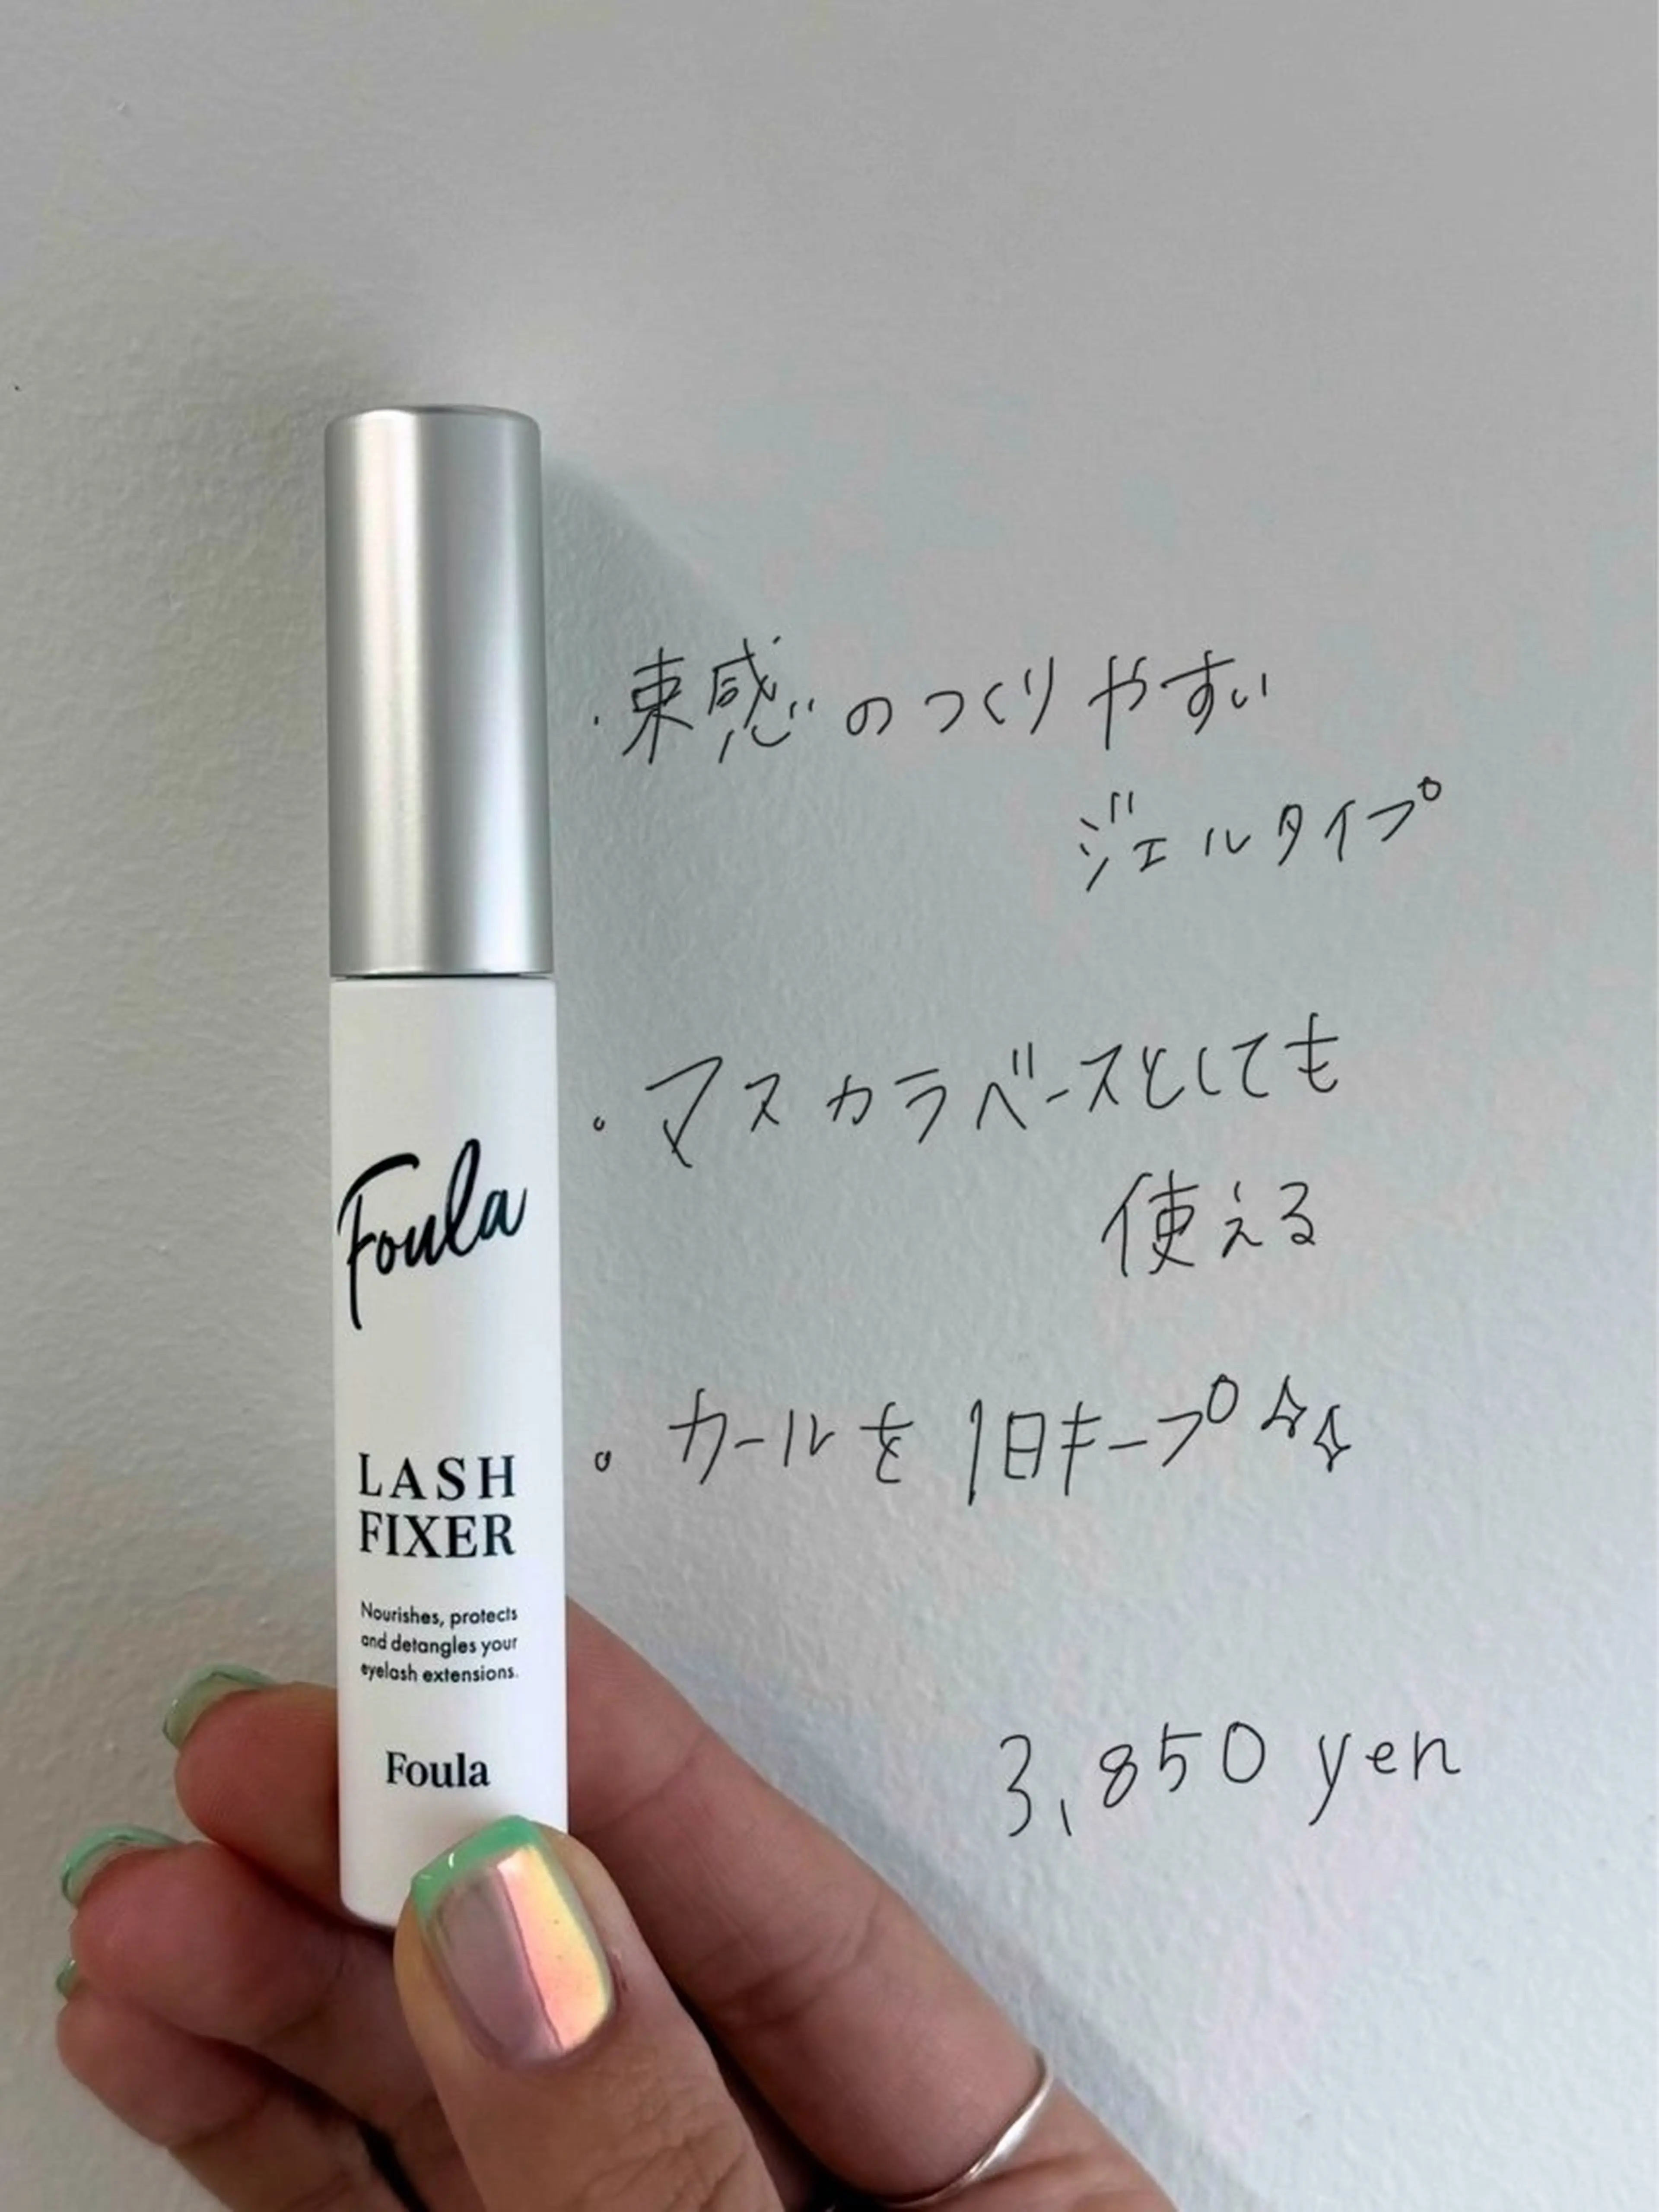 ・束感のつくりやすい
ジェルタイプ
・マスカラベースとしても
使える
・カールを1日キープ
3,850 yen
Foula
LASH
FIXER
Nourishes, protects
and detangles your
eyelash extensions.
Foula